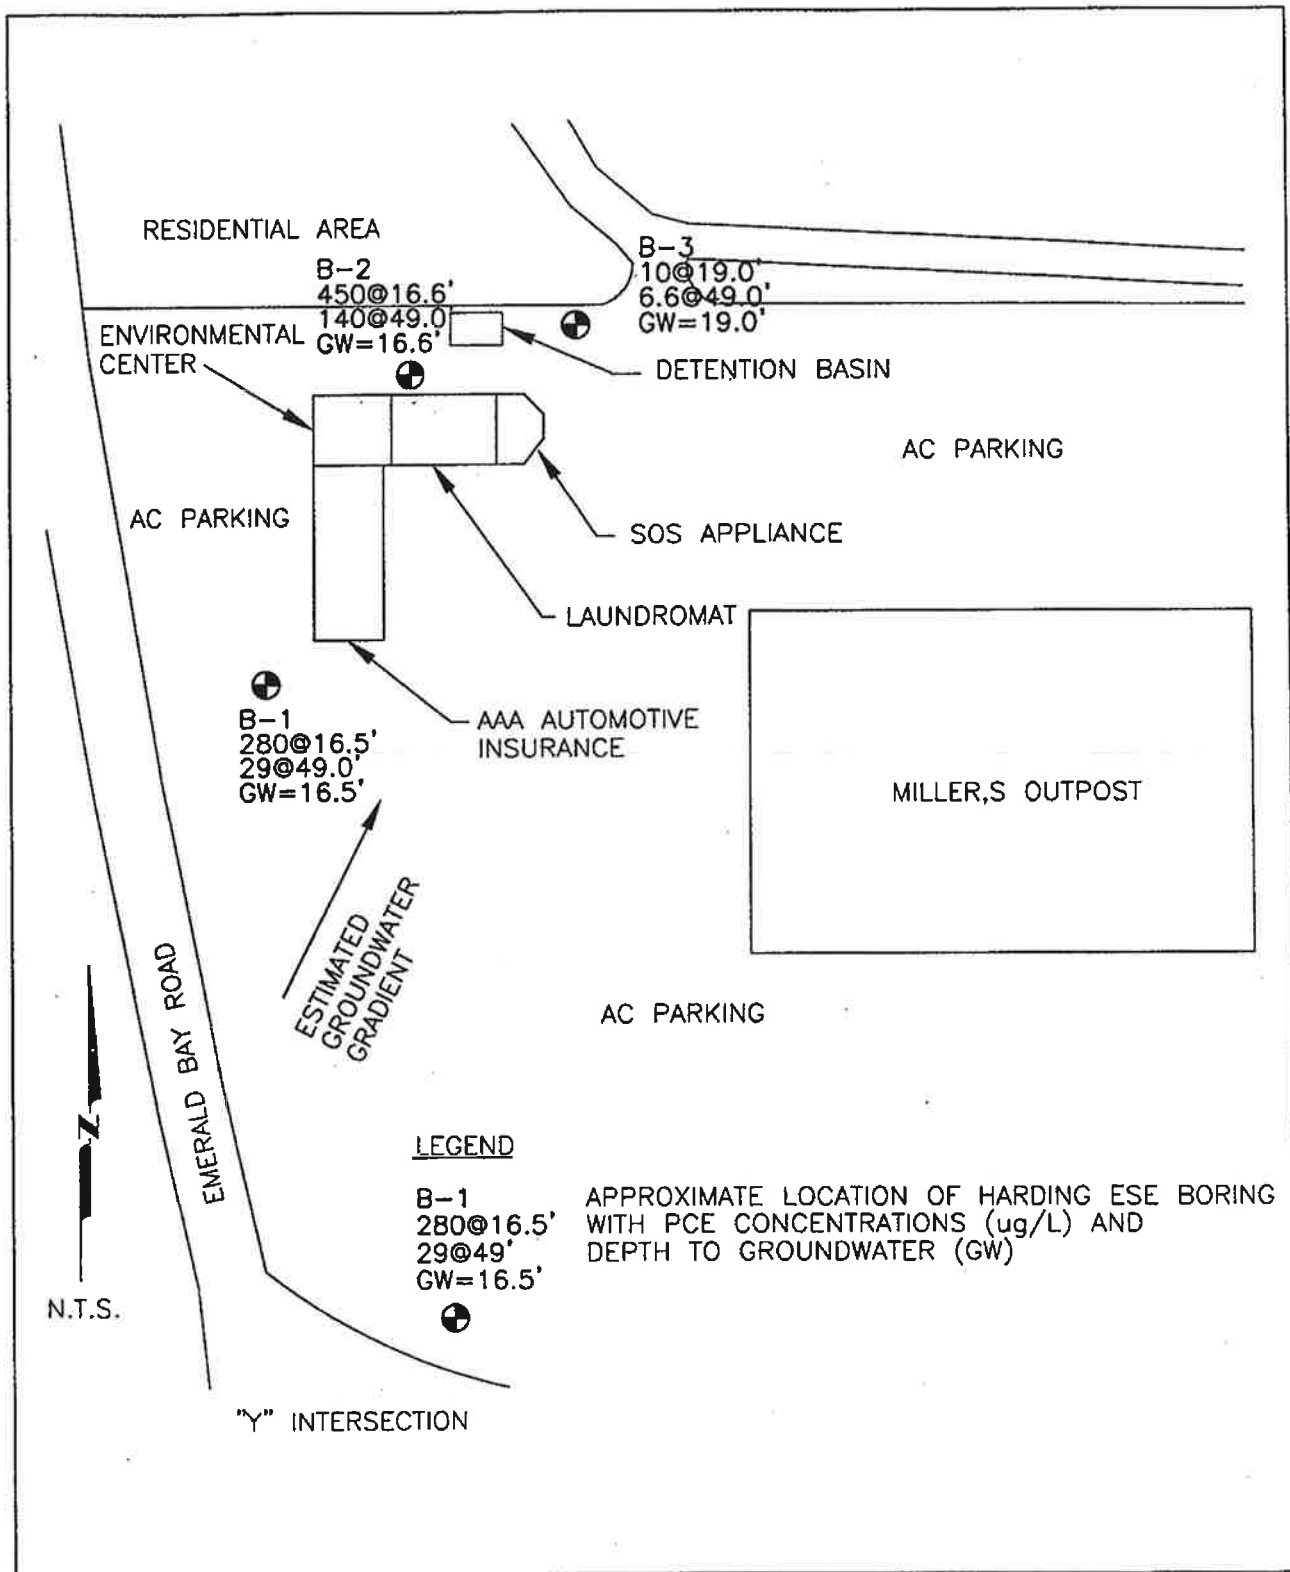 RESIDENTIAL AREA
B-2
450@16.6'
140@49.0'
GW=16.6'
B-3
10@19.0'
6.6@49.0'
GW=19.0'
ENVIRONMENTAL
CENTER
DETENTION BASIN
AC PARKING
AC PARKING
SOS APPLIANCE
LAUNDROMAT
B-1
280@16.5'
29@49.0'
GW=16.5'
AAA AUTOMOTIVE
INSURANCE
MILLER,S OUTPOST
ESTIMATED
GROUNDWATER
GRADIENT
EMERALD BAY ROAD
AC PARKING
Z
N.T.S.
LEGEND
B-1
280@16.5'
29@49'
GW=16.5'
APPROXIMATE LOCATION OF HARDING ESE BORING
WITH PCE CONCENTRATIONS (ug/L) AND
DEPTH TO GROUNDWATER (GW)
"Y" INTERSECTION